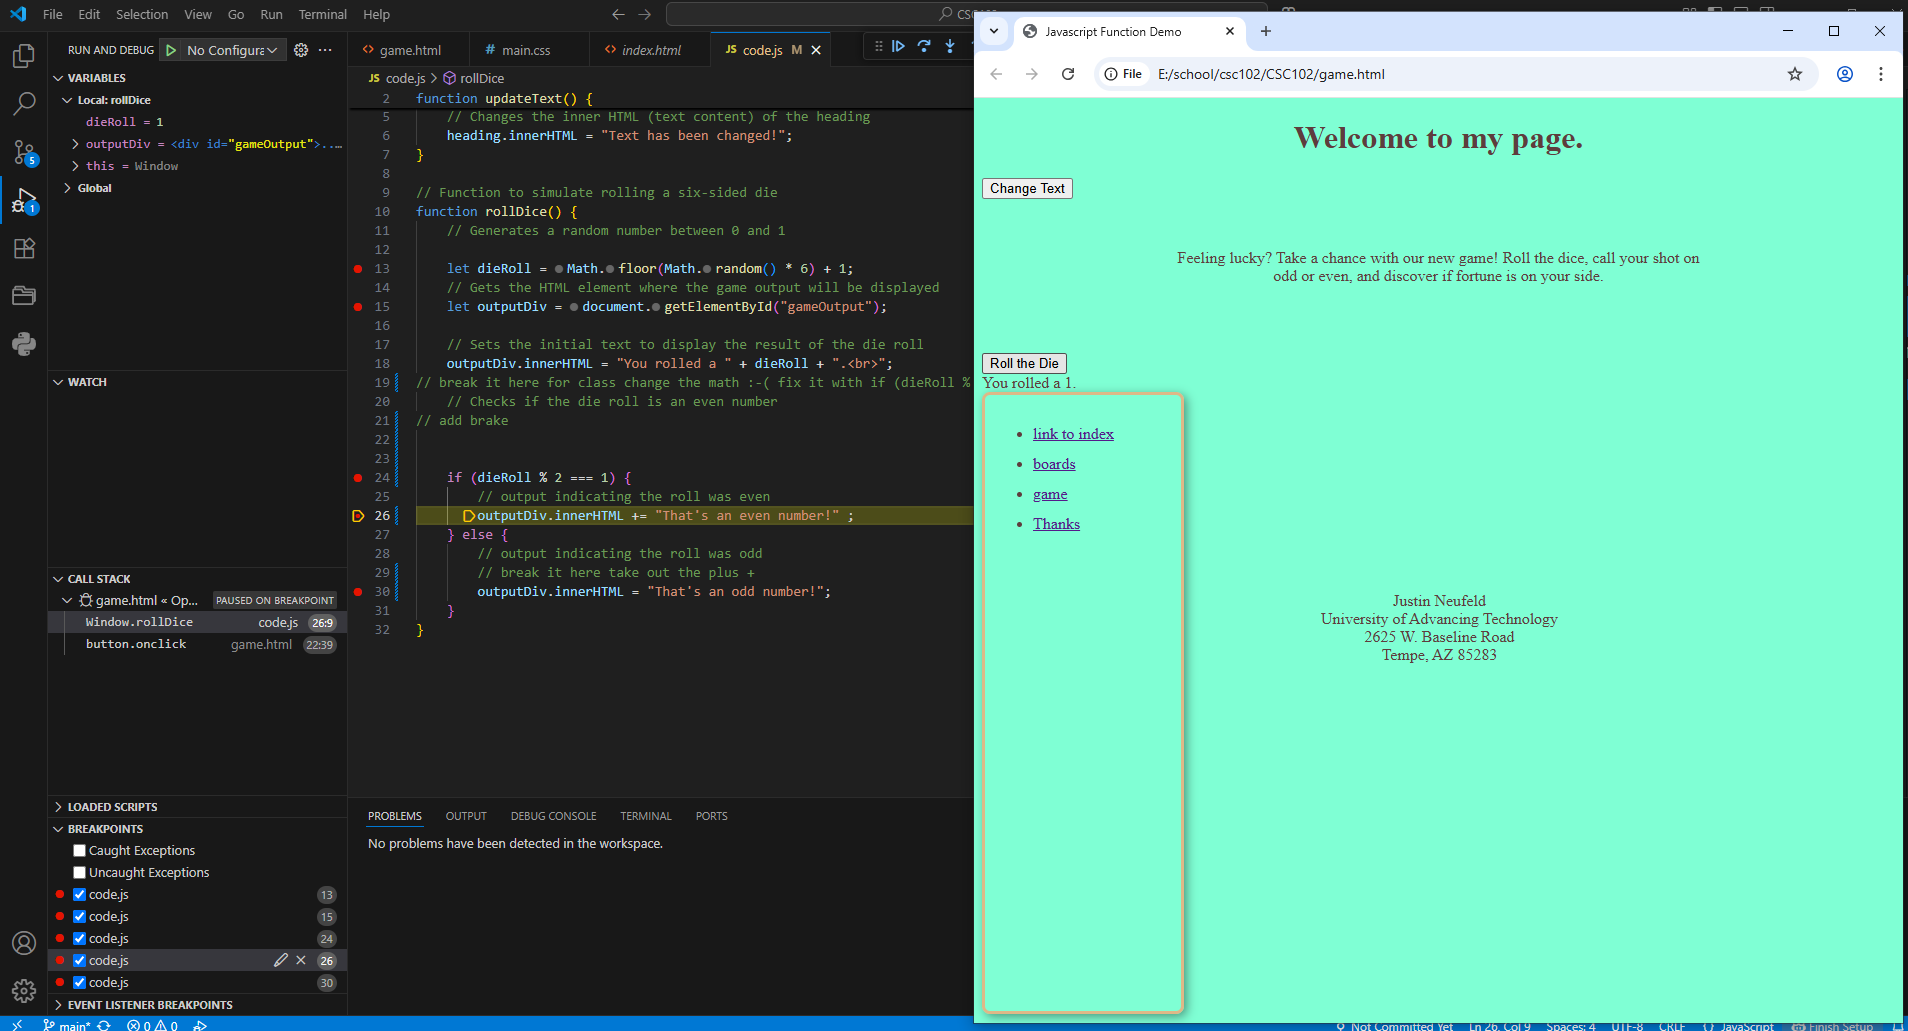 File Edit Selection View Go Run Terminal Help
RUN AND DEBUG No Configura
VARIABLES
Local: rollDice
dieRoll = 1
outputDiv = <div id="gameOutput">...
this = Window
Global
WATCH
CALL STACK
game.html « Op... PAUSED ON BREAKPOINT
Window.rollDice code.js 26:9
button.onclick game.html 22:39
LOADED SCRIPTS
BREAKPOINTS
Caught Exceptions
Uncaught Exceptions
code.js 13
code.js 15
code.js 24
code.js 26
code.js 30
EVENT LISTENER BREAKPOINTS
5
1
game.html
# main.css
index.html
JS code.js M
JS code.js > rollDice
2 function updateText() {
5 // Changes the inner HTML (text content) of the heading
6 heading.innerHTML = "Text has been changed!";
7 }
8
9 // Function to simulate rolling a six-sided die
10 function rollDice() {
11 // Generates a random number between 0 and 1
12
13 let dieRoll = Math.floor(Math.random() * 6) + 1;
14 // Gets the HTML element where the game output will be displayed
15 let outputDiv = document.getElementById("gameOutput");
16
17 // Sets the initial text to display the result of the die roll
18 outputDiv.innerHTML = "You rolled a " + dieRoll + ".<br>";
19 // break it here for class change the math :-( fix it with if (dieRoll %
20 // Checks if the die roll is an even number
21 // add brake
22
23
24 if (dieRoll % 2 === 1) {
25 // output indicating the roll was even
26 outputDiv.innerHTML += "That's an even number!" ;
27 } else {
28 // output indicating the roll was odd
29 // break it here take out the plus +
30 outputDiv.innerHTML = "That's an odd number!";
31 }
32 }
PROBLEMS OUTPUT DEBUG CONSOLE TERMINAL PORTS
No problems have been detected in the workspace.
Javascript Function Demo
File E:/school/csc102/CSC102/game.html
Welcome to my page.
Change Text
Feeling lucky? Take a chance with our new game! Roll the dice, call your shot on
odd or even, and discover if fortune is on your side.
Roll the Die
You rolled a 1.
link to index
boards
game
Thanks
Justin Neufeld
University of Advancing Technology
2625 W. Baseline Road
Tempe, AZ 85283
main* 0 0 Not Committed Yet Ln 26, Col 9 Spaces: 4 UTF-8 CRLF JavaScript Finish Setup